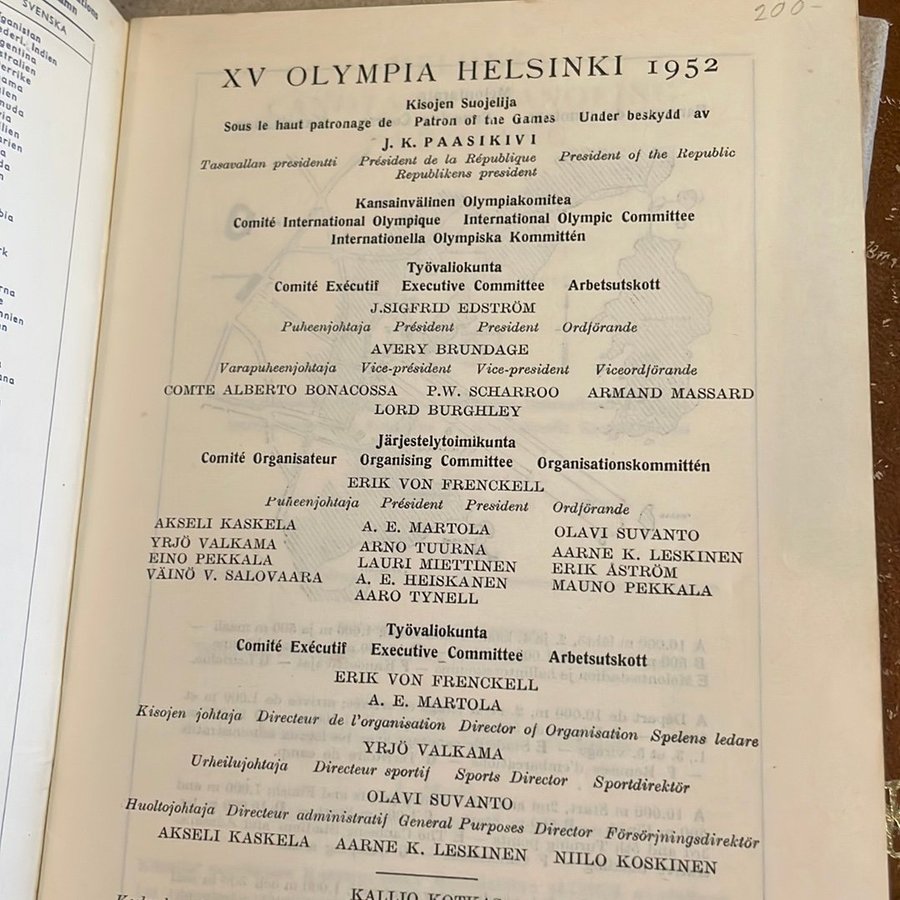 200-
SVENSKA
XV OLYMPIA HELSINKI 1952
Kisojen Suojelija
Sous le haut patronage de Patron of the Games Under beskydd av
J. K. PAASIKIVI
Tasavallan presidentti Président de la République President of the Republic
Republikens president
Kansainvälinen Olympiakomitea
Comité International Olympique International Olympic Committee
Internationella Olympiska Kommittén
Työvaliokunta
Comité Exécutif Executive Committee Arbetsutskott
J.SIGFRID EDSTRÖM
Puheenjohtaja Président President Ordförande
AVERY BRUNDAGE
Varapuheenjohtaja Vice-président Vice-president Viceordförande
COMTE ALBERTO BONACOSSA P.W. SCHARROO ARMAND MASSARD
LORD BURGHLEY
Järjestelytoimikunta
Comité Organisateur Organising Committee Organisationskommittén
ERIK VON FRENCKELL
Puheenjohtaja Président President Ordförande
AKSELI KASKELA A. E. MARTOLA OLAVI SUVANTO
YRJÖ VALKAMA ARNO TUURNA AARNE K. LESKINEN
EINO PEKKALA LAURI MIETTINEN ERIK ÅSTRÖM
VÄINÖ V. SALOVAARA A. E. HEISKANEN MAUNO PEKKALA
AARO TYNELL
Työvaliokunta
Comité Exécutif Executive Committee Arbetsutskott
ERIK VON FRENCKELL
A. E. MARTOLA
Kisojen johtaja Directeur de l'organisation Director of Organisation Spelens ledare
YRJÖ VALKAMA
Urheilujohtaja Directeur sportif Sports Director Sportdirektör
OLAVI SUVANTO
Huoltojohtaja Directeur administratif General Purposes Director Försörjningsdirektör
AKSELI KASKELA AARNE K. LESKINEN NIILO KOSKINEN
KALLIO